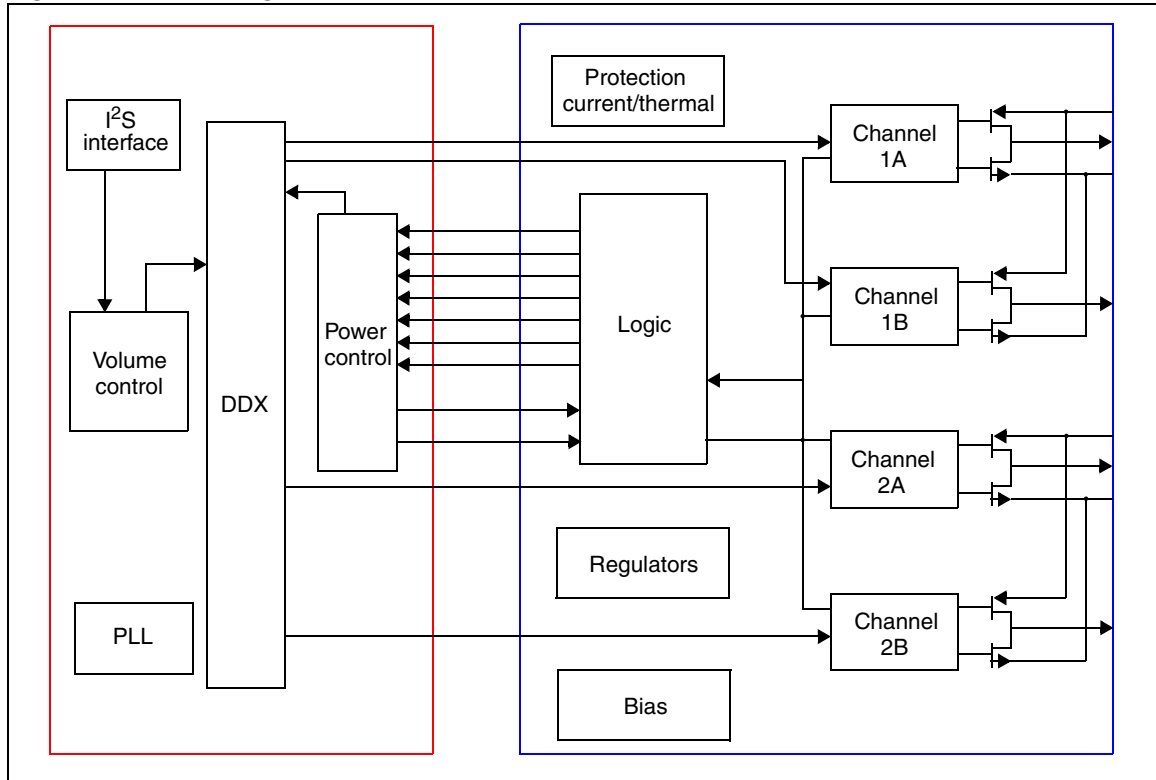 I²S
interface
Volume
control
PLL
DDX
Power
control
Protection
current/thermal
Logic
Regulators
Bias
Channel
1A
Channel
1B
Channel
2A
Channel
2B